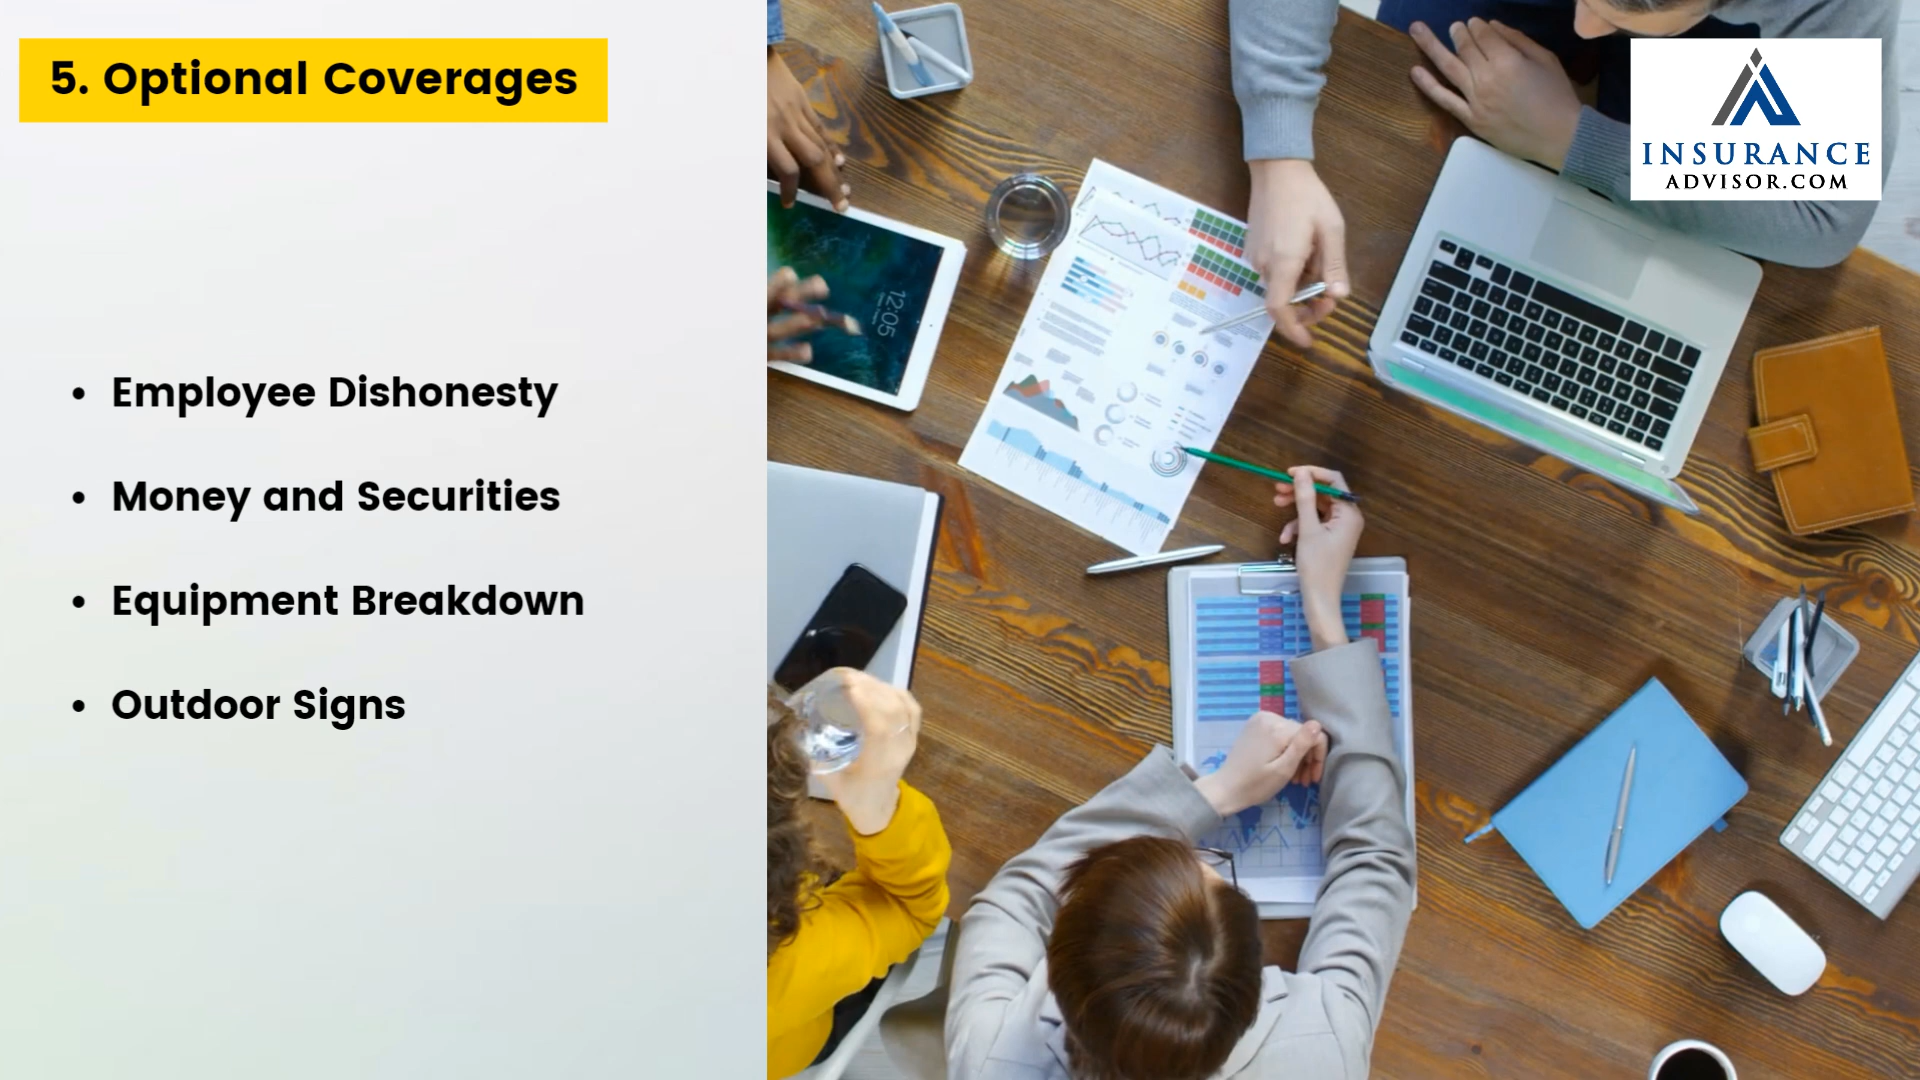 5. Optional Coverages
INSURANCE
ADVISOR.COM
• Employee Dishonesty
• Money and Securities
• Equipment Breakdown
• Outdoor Signs
12:05